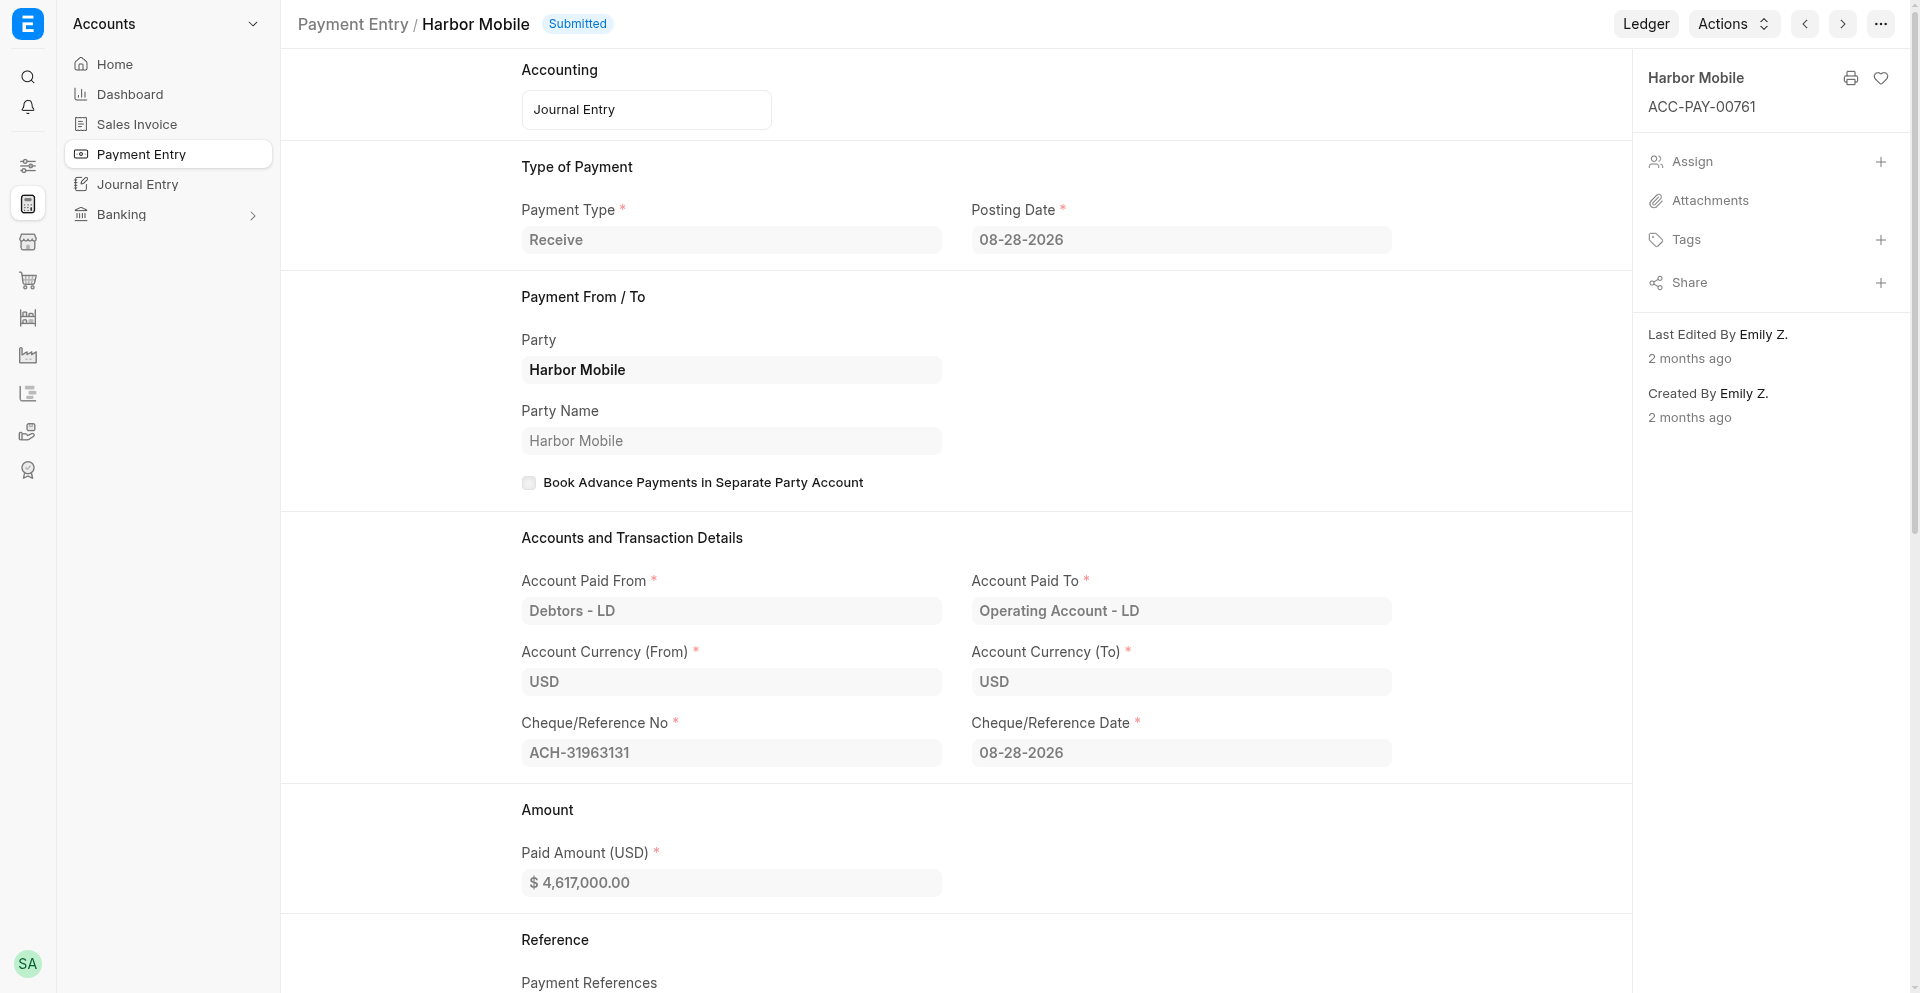 Accounts
Home
Dashboard
Sales Invoice
Payment Entry
Journal Entry
Banking
SA
Payment Entry / Harbor Mobile Submitted
Ledger
Actions
Accounting
Journal Entry
Type of Payment
Payment Type *
Receive
Posting Date *
08-28-2026
Payment From / To
Party
Harbor Mobile
Party Name
Harbor Mobile
Book Advance Payments in Separate Party Account
Accounts and Transaction Details
Account Paid From *
Debtors - LD
Account Paid To *
Operating Account - LD
Account Currency (From) *
USD
Account Currency (To) *
USD
Cheque/Reference No *
ACH-31963131
Cheque/Reference Date *
08-28-2026
Amount
Paid Amount (USD) *
$ 4,617,000.00
Reference
Payment References
Harbor Mobile
ACC-PAY-00761
Assign
Attachments
Tags
Share
Last Edited By Emily Z.
2 months ago
Created By Emily Z.
2 months ago